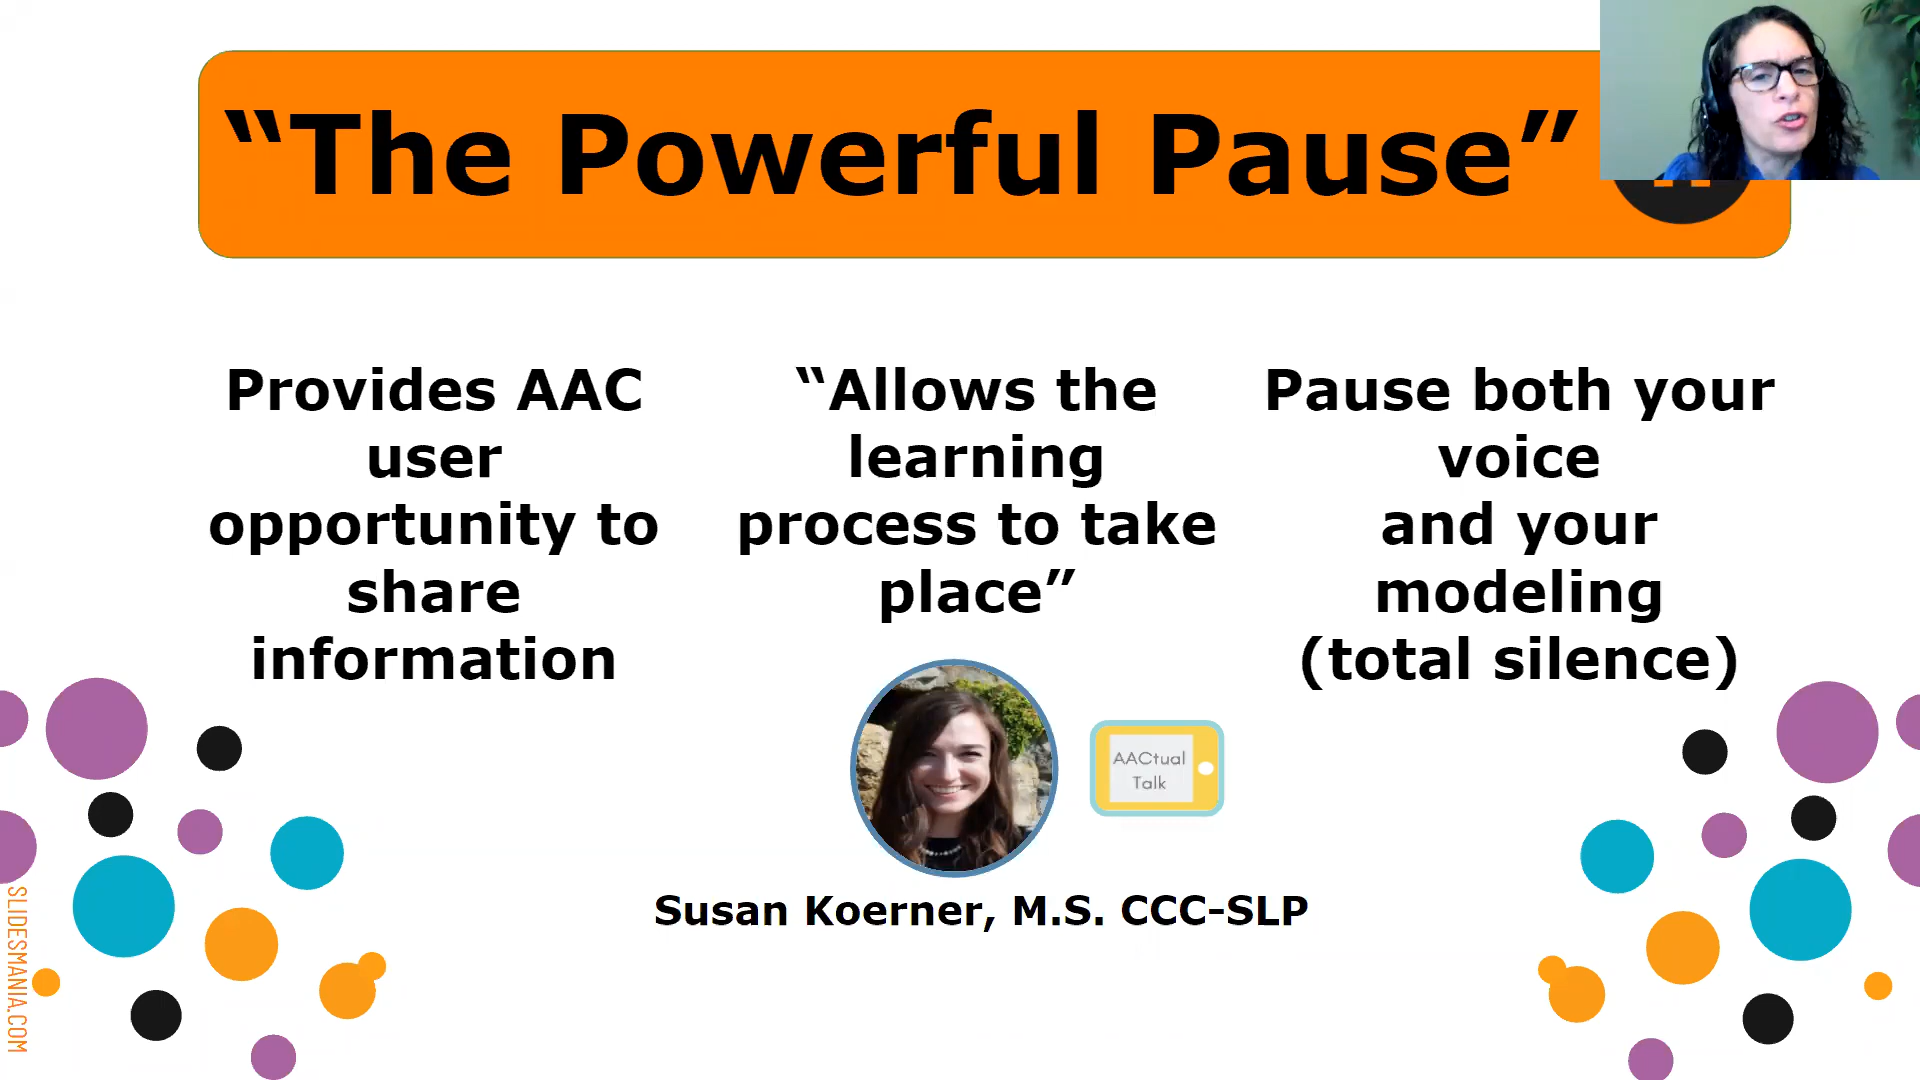 “The Powerful Pause”
Provides AAC
user
opportunity to
share
information
“Allows the
learning
process to take
place”
Pause both your
voice
and your
modeling
(total silence)
AACtual
Talk
Susan Koerner, M.S. CCC-SLP
SLIDESMANIA.COM